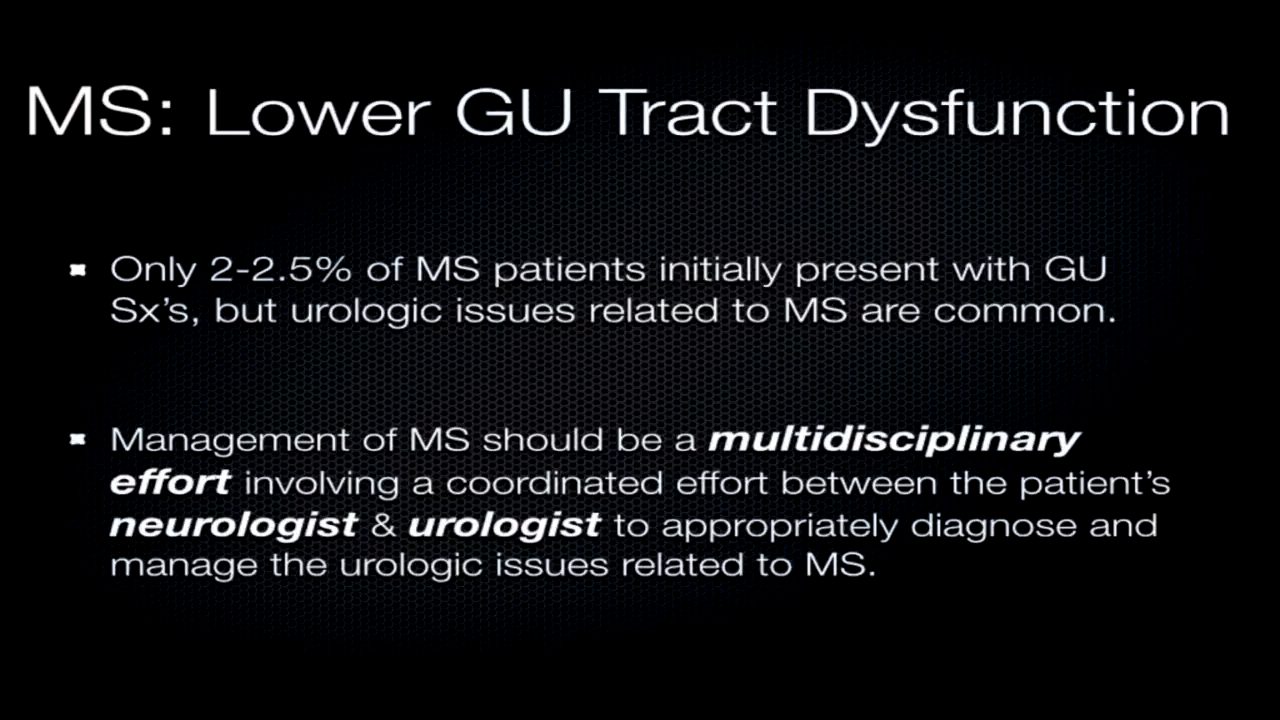 MS: Lower GU Tract Dysfunction
Only 2-2.5% of MS patients initially present with GU
Sx’s, but urologic issues related to MS are common.
Management of MS should be a multidisciplinary
effort involving a coordinated effort between the patient’s
neurologist & urologist to appropriately diagnose and
manage the urologic issues related to MS.